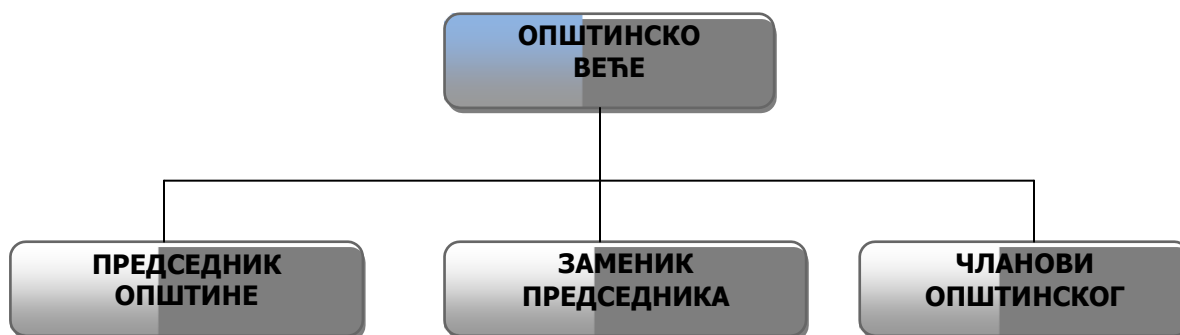 ОПШТИНСКО
ВЕЋЕ
ПРЕДСЕДНИК
ОПШТИНЕ
ЗАМЕНИК
ПРЕДСЕДНИКА
ЧЛАНОВИ
ОПШТИНСКОГ